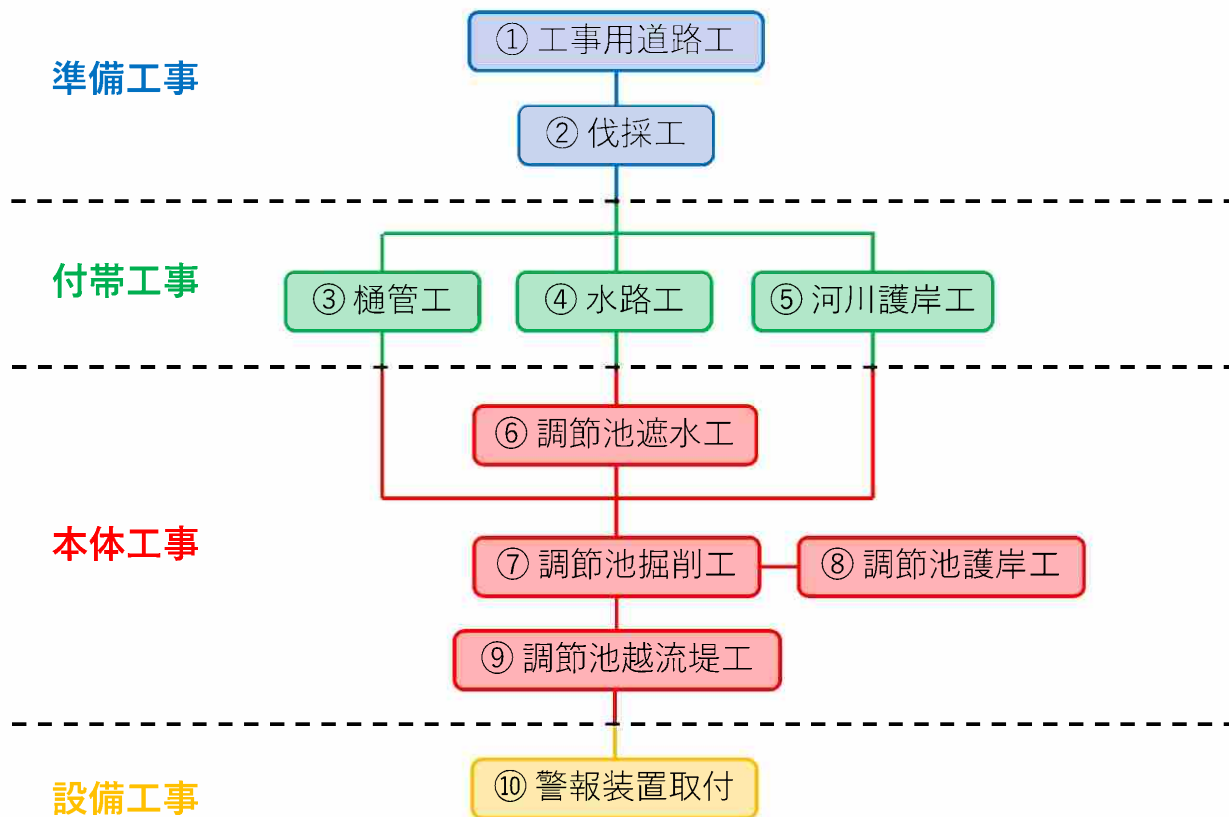 準備工事
① 工事用道路工
② 伐採工
付帯工事
③ 樋管工
④ 水路工
⑤ 河川護岸工
本体工事
⑥ 調節池遮水工
⑦ 調節池掘削工
⑧ 調節池護岸工
⑨ 調節池越流堤工
設備工事
⑩ 警報装置取付